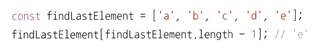 const findLastElement = ['a', 'b', 'c', 'd', 'e'];
findLastElement[findLastElement.length - 1]; // 'e'